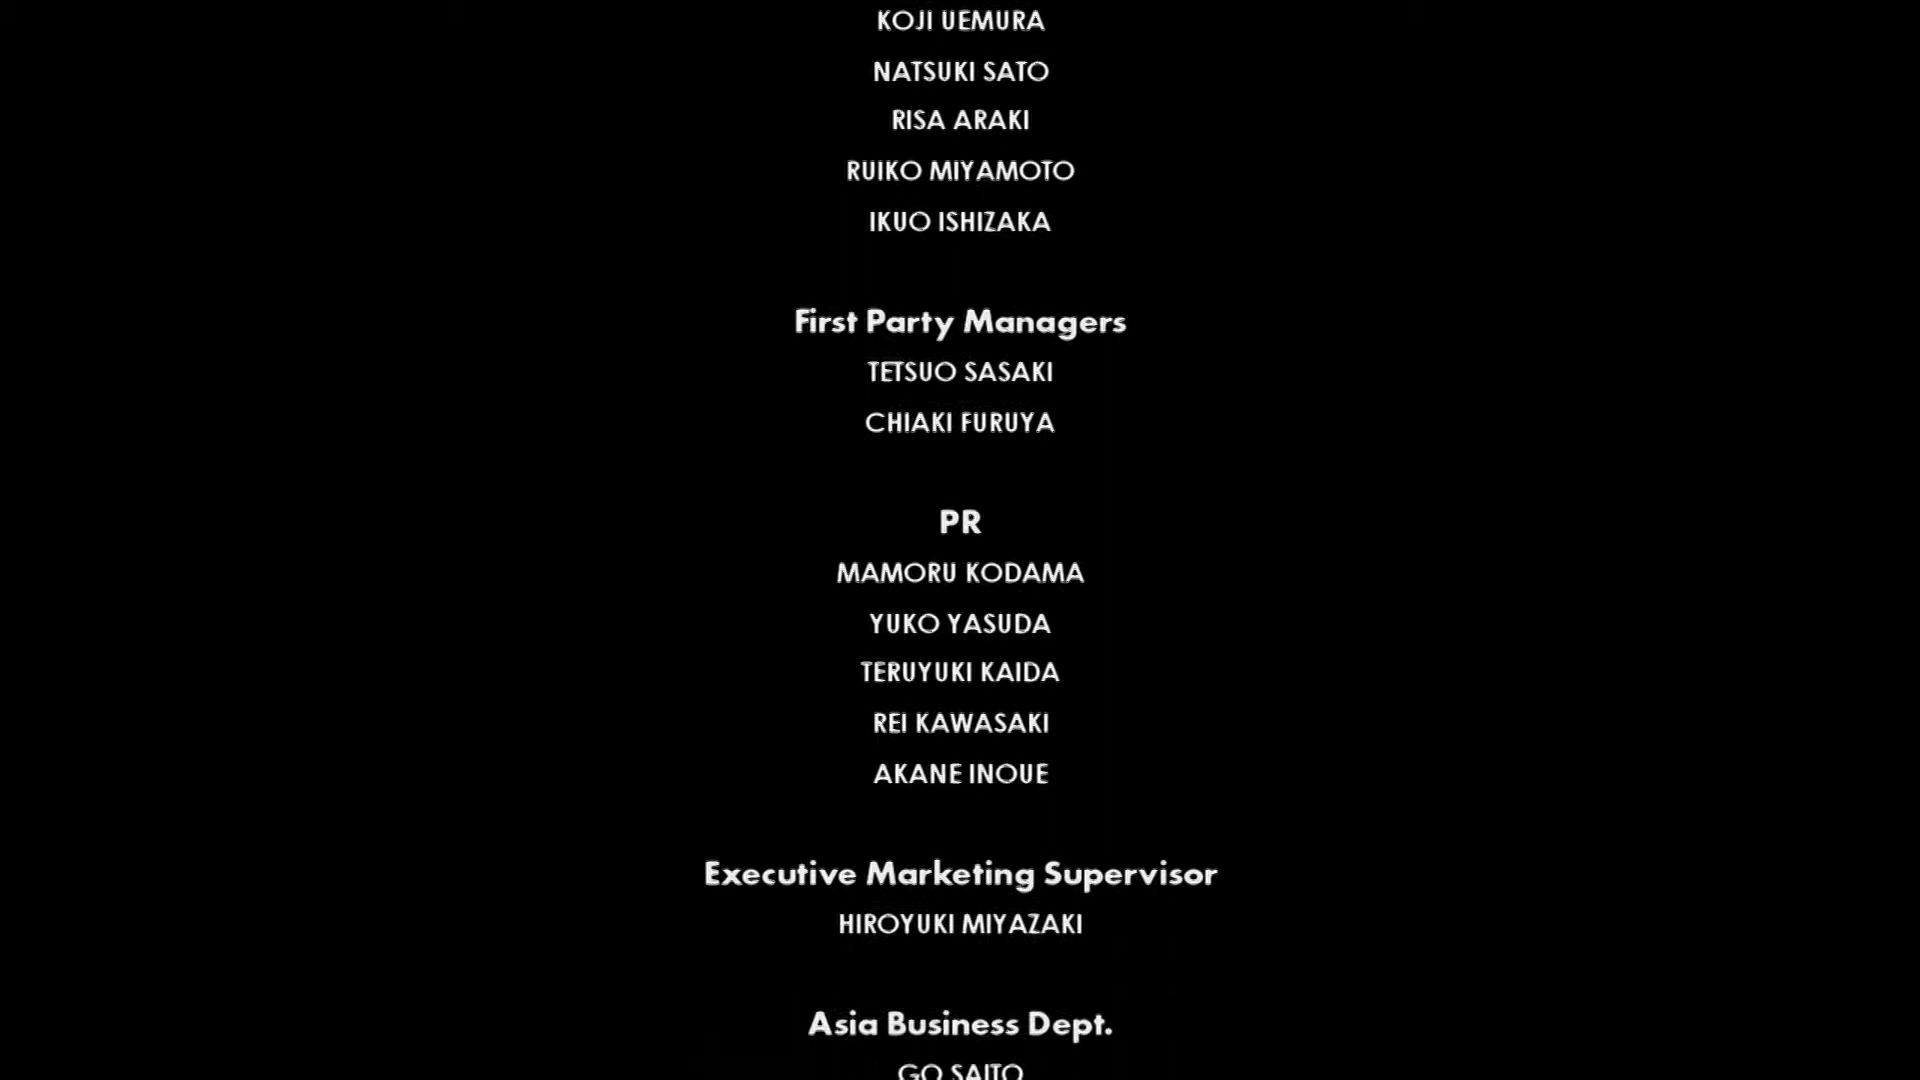 KOJI UEMURA
NATSUKI SATO
RISA ARAKI
RUIKO MIYAMOTO
IKUO ISHIZAKA
First Party Managers
TETSUO SASAKI
CHIAKI FURUYA
PR
MAMORU KODAMA
YUKO YASUDA
TERUYUKI KAIDA
REI KAWASAKI
AKANE INOUE
Executive Marketing Supervisor
HIROYUKI MIYAZAKI
Asia Business Dept.
GO SAITO